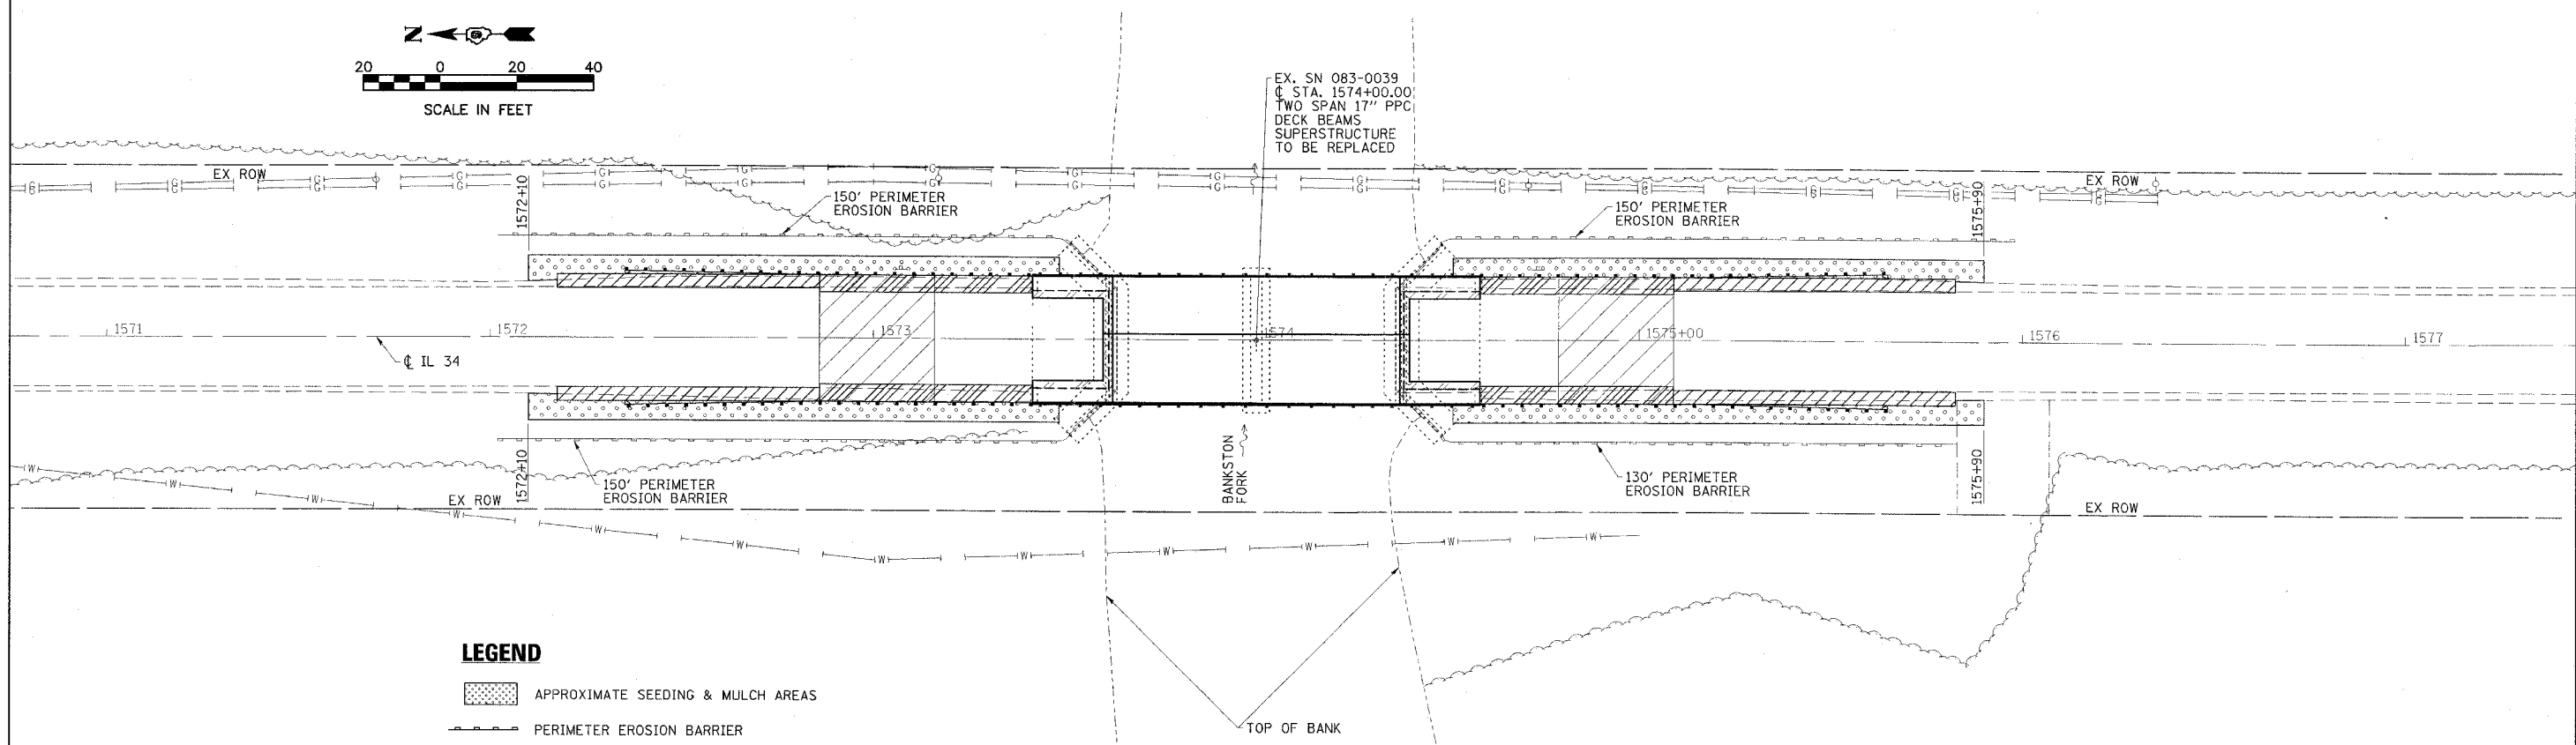 N
20 0 20 40
SCALE IN FEET
EX. SN 083-0039
℄ STA. 1574+00.00
TWO SPAN 17" PPC
DECK BEAMS
SUPERSTRUCTURE
TO BE REPLACED
EX ROW
EX ROW
1572+10
1575+90
150' PERIMETER
EROSION BARRIER
150' PERIMETER
EROSION BARRIER
G G G G G G G G G G G G G G G
G G G G G G G G G G G G G G G
1571 1572 1573 1574 1575+00 1576 1577
℄ IL 34
BANKSTON
FORK
1572+10
1575+90
150' PERIMETER
EROSION BARRIER
130' PERIMETER
EROSION BARRIER
EX ROW
EX ROW
W W W W W W W W W W W W
LEGEND
APPROXIMATE SEEDING & MULCH AREAS
PERIMETER EROSION BARRIER
TOP OF BANK